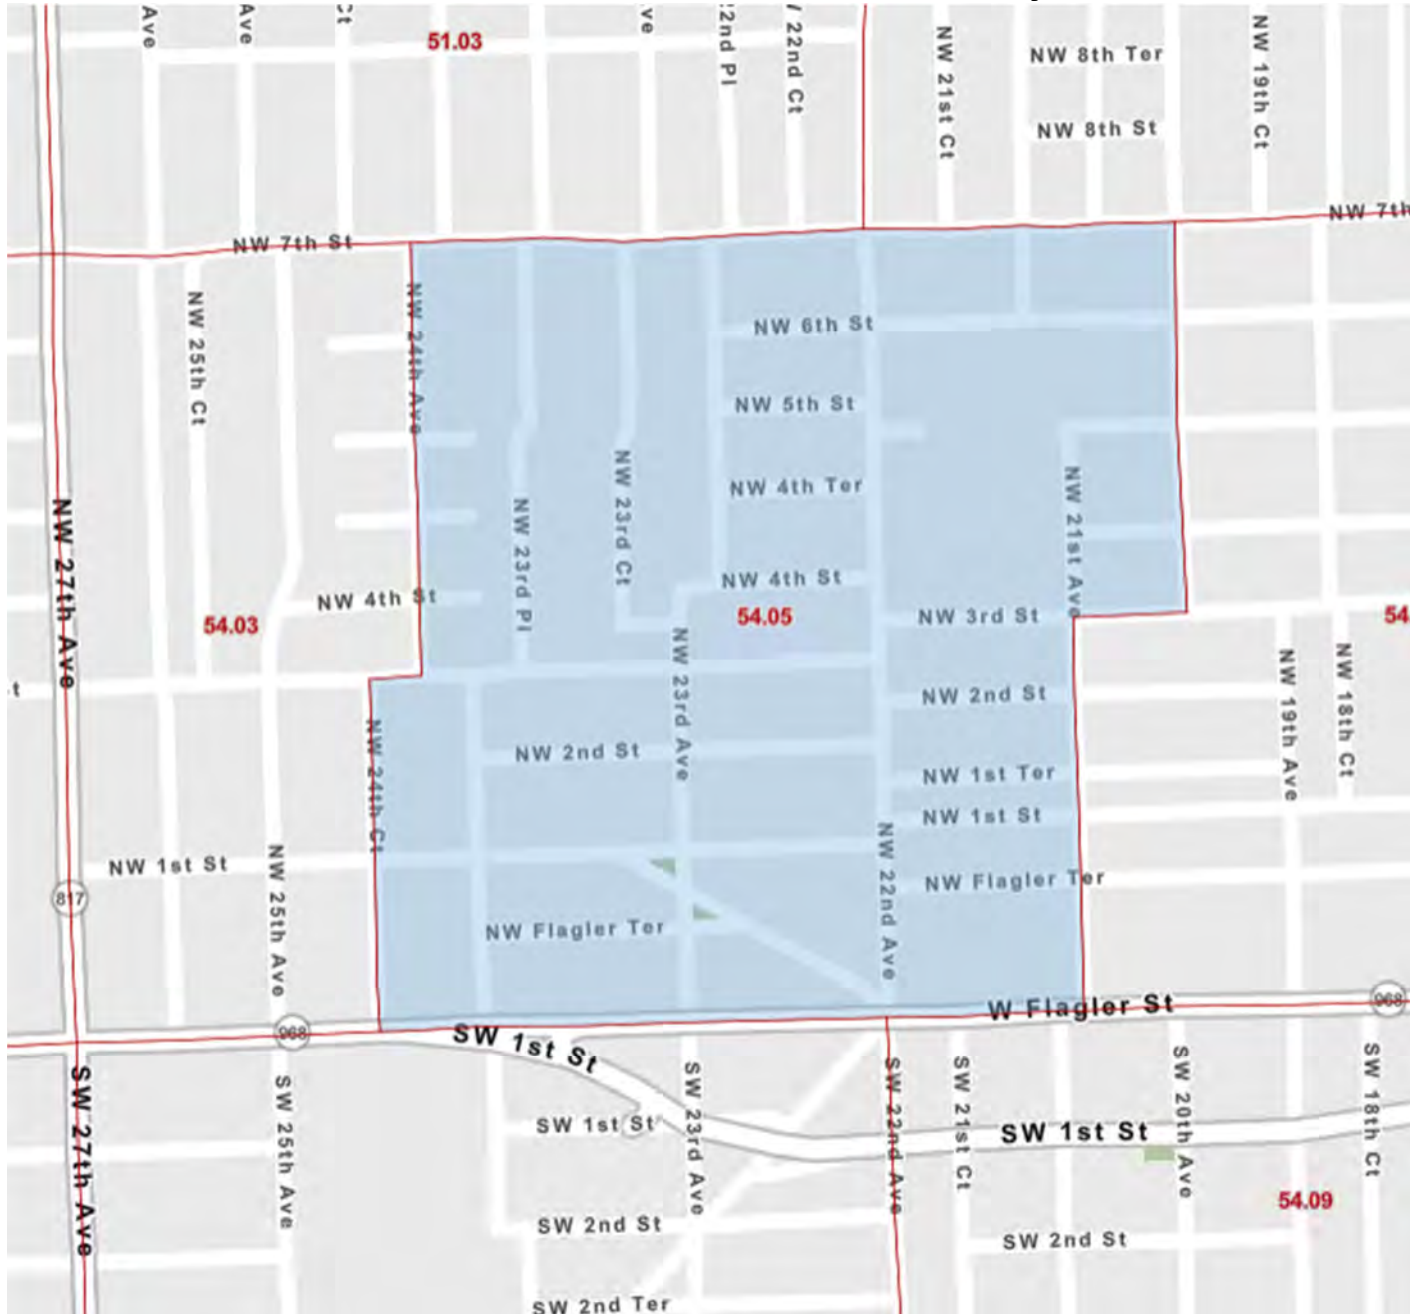 Ave
Ave
Ct
51.03
ve
22nd Pl
/ 22nd Ct
NW 21st Ct
NW 8th Ter
NW 8th St
NW 19th Ct
NW 7th
NW 7th St
NW 25th Ct
NW 24th Ave
NW 6th St
NW 5th St
NW 4th Ter
NW 23rd Ct
NW 23rd Pl
NW 21st Ave
NW 27th Ave
NW 4th St
NW 4th St
54.03
54.05
NW 3rd St
54.
t
NW 23rd Ave
NW 19th Ave
NW 18th Ct
NW 2nd St
NW 24th Ct
NW 2nd St
NW 1st Ter
NW 1st St
NW 1st St
NW 25th Ave
NW 22nd Ave
NW Flagler Ter
817
NW Flagler Ter
W Flagler St
968
968
SW 1st St
SW 27th Ave
SW 25th Ave
SW 23rd Ave
SW 22nd Ave
SW 21st Ct
SW 20th Ave
SW 18th Ct
SW 1st St
SW 1st St
54.09
SW 2nd St
SW 2nd St
SW 2nd Ter